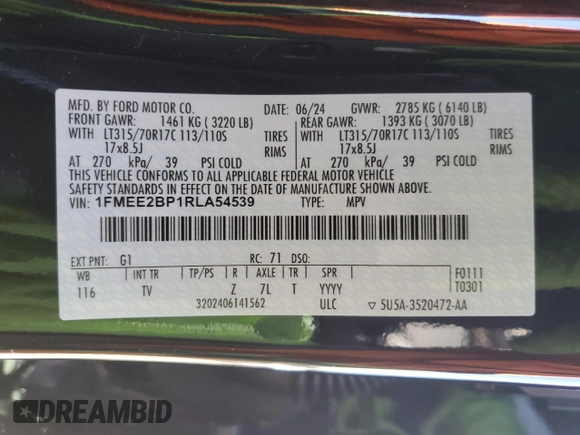 MFD. BY FORD MOTOR CO. DATE: 06/24 GVWR: 2785 KG ( 6140 LB)
FRONT GAWR: 1461 KG ( 3220 LB) REAR GAWR: 1393 KG ( 3070 LB)
WITH LT315/70R17C 113/110S TIRES WITH LT315/70R17C 113/110S TIRES
17x8.5J RIMS 17x8.5J RIMS
AT 270 kPa/ 39 PSI COLD AT 270 kPa/ 39 PSI COLD
THIS VEHICLE CONFORMS TO ALL APPLICABLE FEDERAL MOTOR VEHICLE
SAFETY STANDARDS IN EFFECT ON THE DATE OF MANUFACTURE SHOWN ABOVE.
VIN: 1FMEE2BP1RLA54539 TYPE: MPV
EXT PNT: G1 RC: 71 DSO:
WB INT TR TP/PS R AXLE TR SPR F0111
116 TV Z 7L T YYYY T0301
3202406141562 ULC ▽ 5U5A-3520472-AA
DREAMBID